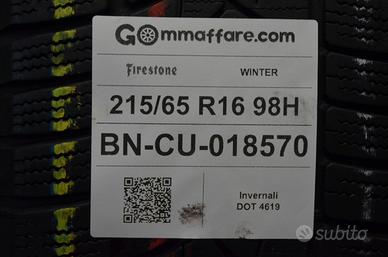 GOmmaffare.com
Firestone WINTER
215/65 R16 98H
BN-CU-018570
Invernali
DOT 4619
subito